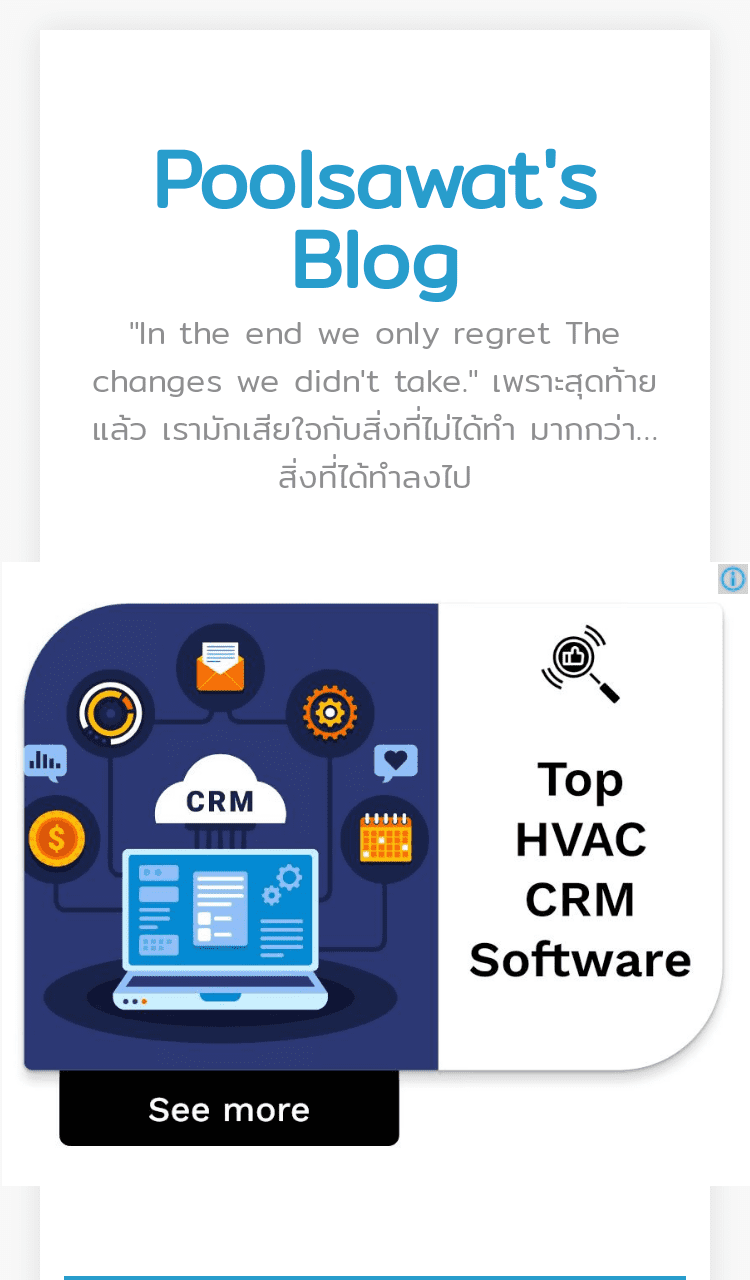 Poolsawat's
Blog
"In the end we only regret The
changes we didn't take." เพราะสุดท้าย
แล้ว เรามักเสียใจกับสิ่งที่ไม่ได้ทำ มากกว่า...
สิ่งที่ได้ทำลงไป
CRM
$
Top
HVAC
CRM
Software
See more